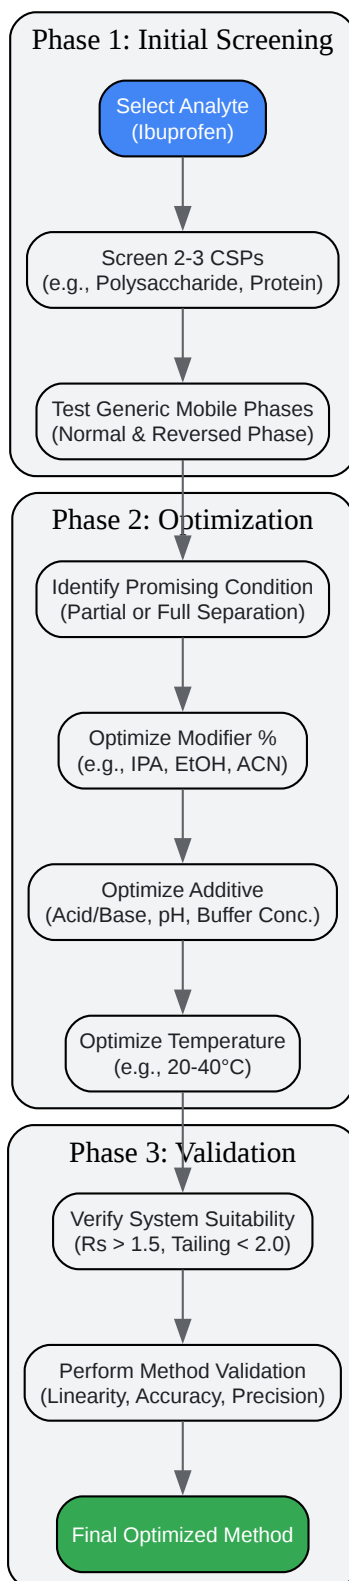 Phase 1: Initial Screening
Select Analyte
(Ibuprofen)
Screen 2-3 CSPs
(e.g., Polysaccharide, Protein)
Test Generic Mobile Phases
(Normal & Reversed Phase)
Phase 2: Optimization
Identify Promising Condition
(Partial or Full Separation)
Optimize Modifier %
(e.g., IPA, EtOH, ACN)
Optimize Additive
(Acid/Base, pH, Buffer Conc.)
Optimize Temperature
(e.g., 20-40°C)
Phase 3: Validation
Verify System Suitability
(Rs > 1.5, Tailing < 2.0)
Perform Method Validation
(Linearity, Accuracy, Precision)
Final Optimized Method